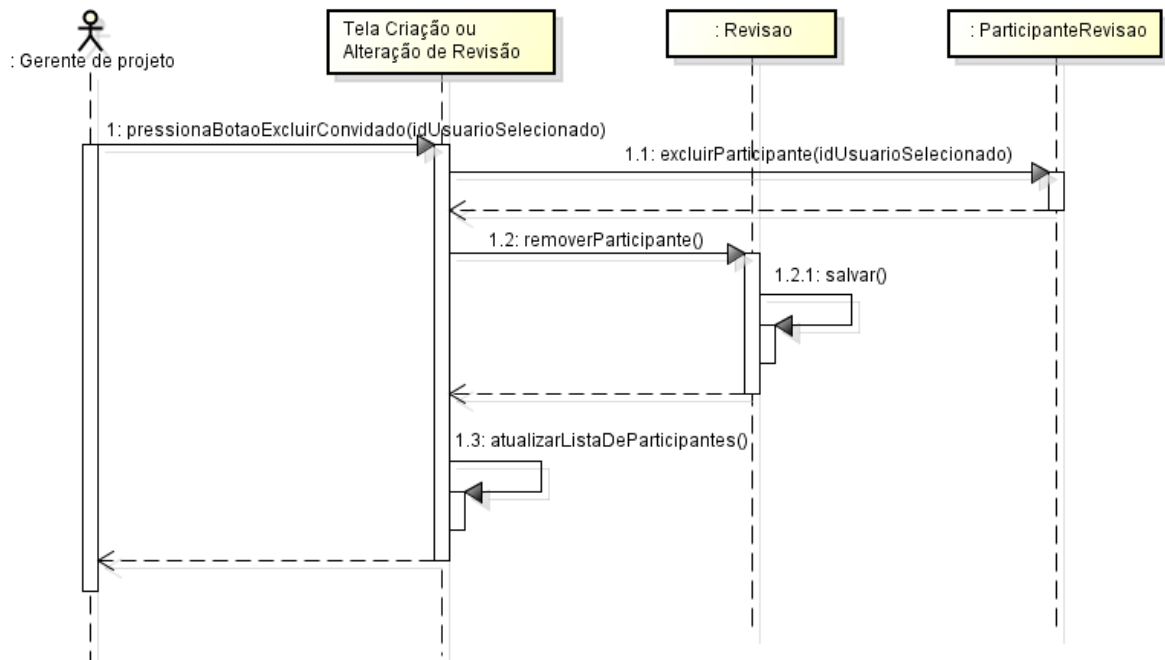 Tela Criação ou
Alteração de Revisão
: Revisao
: ParticipanteRevisao
: Gerente de projeto
1: pressionaBotaoExcluirConvidado(idUsuarioSelecionado)
1.1: excluirParticipante(idUsuarioSelecionado)
1.2: removerParticipante()
1.2.1: salvar()
1.3: atualizarListaDeParticipantes()